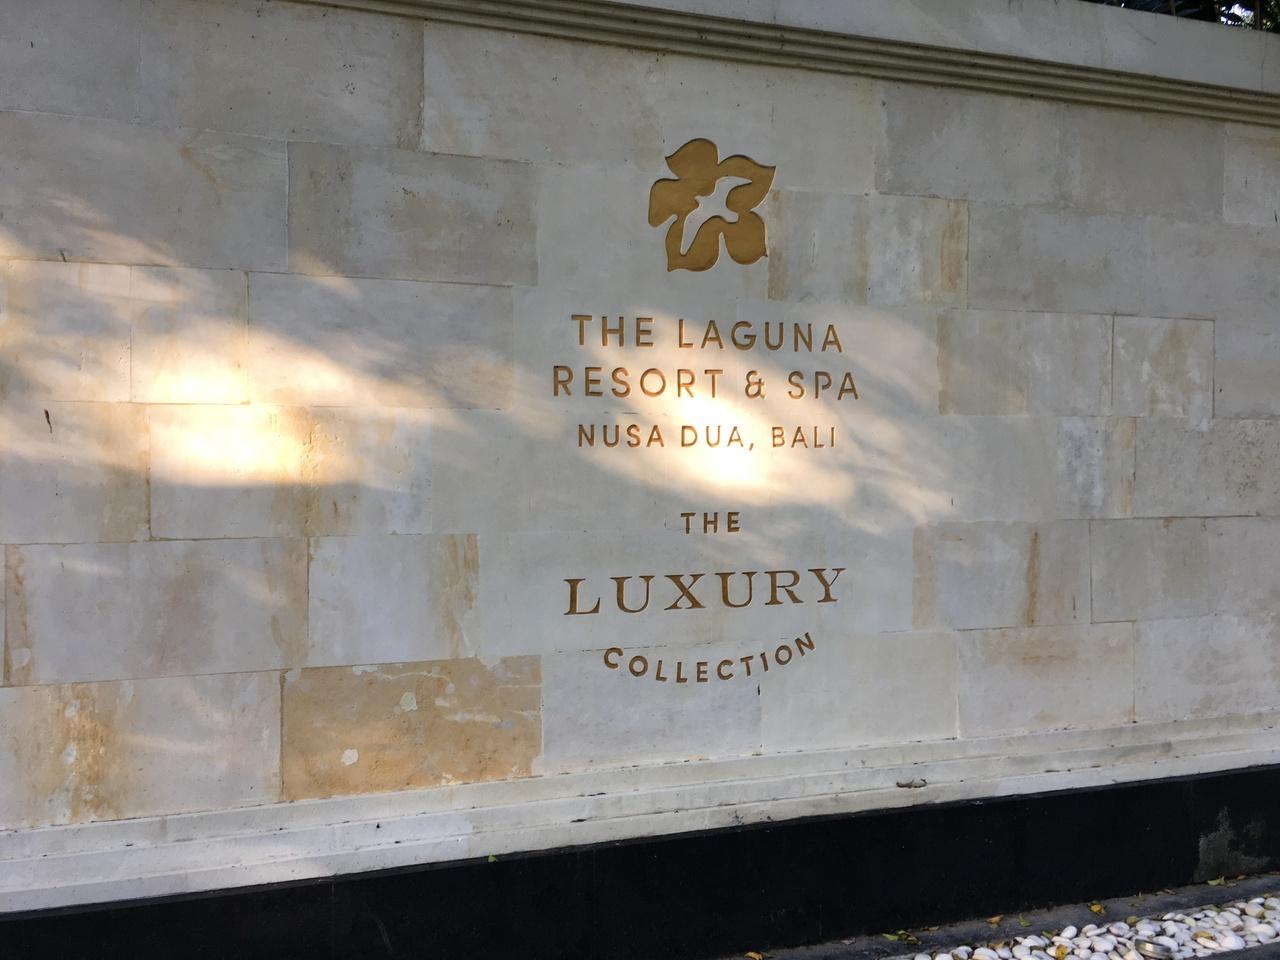 THE LAGUNA
RESORT & SPA
NUSA DUA, BALI
THE
LUXURY
COLLECTION